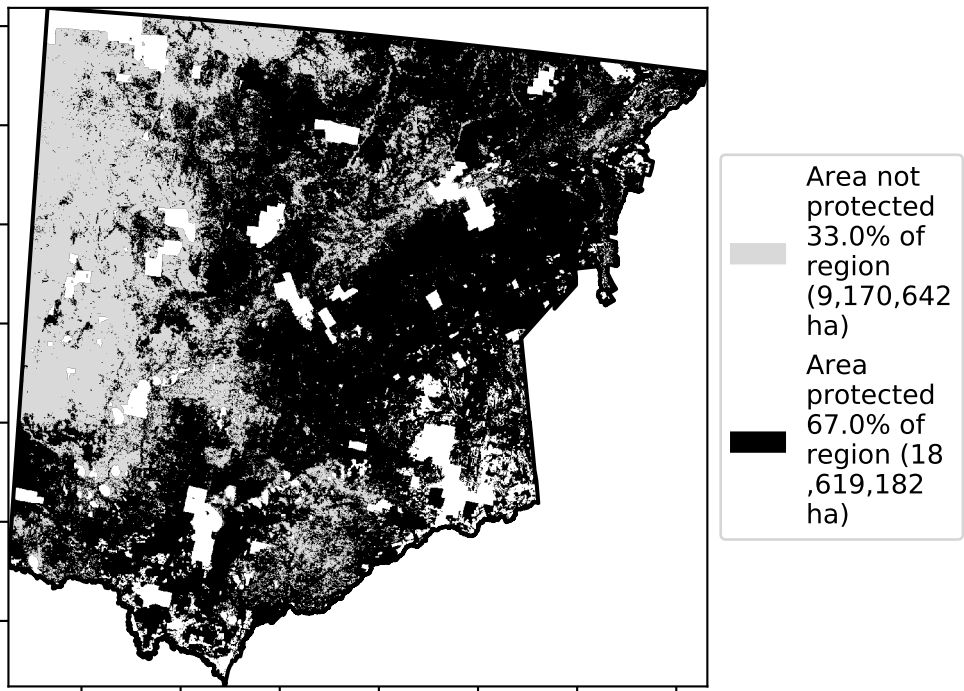 Area not
protected
33.0% of
region
(9,170,642
ha)
Area
protected
67.0% of
region (18
,619,182
ha)